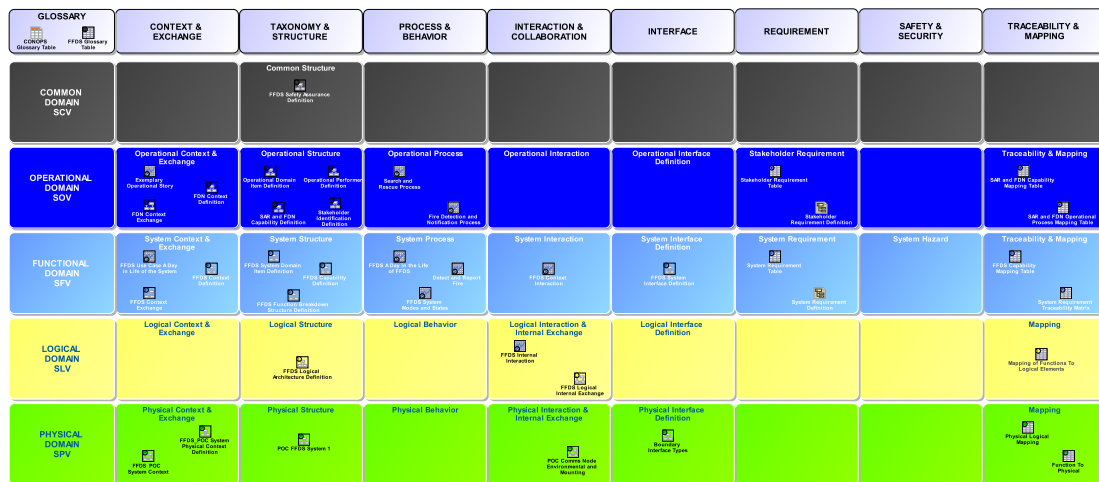 GLOSSARY
CONOPS
Glossary Table
FFDS Glossary
Table
CONTEXT &
EXCHANGE
TAXONOMY &
STRUCTURE
PROCESS &
BEHAVIOR
INTERACTION &
COLLABORATION
INTERFACE
REQUIREMENT
SAFETY &
SECURITY
TRACEABILITY &
MAPPING
COMMON
DOMAIN
SCV
Common Structure
FFDS Safety Assurance
Definition
OPERATIONAL
DOMAIN
SOV
Operational Context &
Exchange
Exemplary
Operational Story
FDN Context
Definition
FDN Context
Exchange
Operational Structure
Operational Domain
Item Definition
Operational Performer
Definition
SAR and FDN
Capability Definition
Stakeholder
Identification
Definition
Operational Process
Search and
Rescue Process
Fire Detection and
Notification Process
Operational Interaction
Operational Interface
Definition
Stakeholder Requirement
Stakeholder Requirement
Table
Stakeholder
Requirement Definition
Traceability & Mapping
SAR and FDN Capability
Mapping Table
SAR and FDN Operational
Process Mapping Table
FUNCTIONAL
DOMAIN
SFV
System Context &
Exchange
FFDS Use Case A Day
in Life of the System
FFDS Context
Definition
FFDS Context
Exchange
System Structure
FFDS System Domain
Item Definition
FFDS Capability
Definition
FFDS Function Breakdown
Structure Definition
System Process
FFDS A Day in the Life
of FFDS
Detect and Report
Fire
FFDS System
Modes and States
System Interaction
FFDS Context
Interaction
System Interface
Definition
FFDS System
Interface Definition
System Requirement
System Requirement
Table
System Requirement
Definition
System Hazard
Traceability & Mapping
FFDS Capability
Mapping Table
System Requirement
Traceability Matrix
LOGICAL
DOMAIN
SLV
Logical Context &
Exchange
Logical Structure
FFDS Logical
Architecture Definition
Logical Behavior
Logical Interaction &
Internal Exchange
FFDS Internal
Interaction
FFDS Logical
Internal Exchange
Logical Interface
Definition
Mapping
Mapping of Functions To
Logical Elements
PHYSICAL
DOMAIN
SPV
Physical Context &
Exchange
FFDS_POC System
Physical Context
Definition
FFDS_POC
System Context
Physical Structure
POC FFDS System 1
Physical Behavior
Physical Interaction &
Internal Exchange
POC Comms Node
Environmental and
Mounting
Physical Interface
Definition
Boundary
Interface Types
Mapping
Physical Logical
Mapping
Function To
Physical